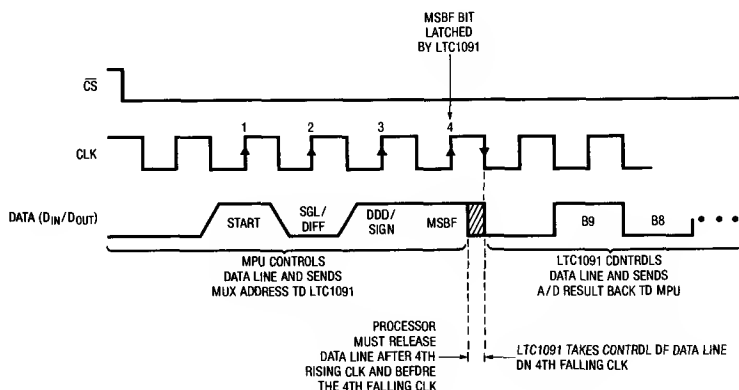 MSBF BIT
LATCHED
BY LTC1091
CS
1 2 3 4
CLK
DATA (DIN/DOUT)
START
SGL/
DIFF
DDD/
SIGN
MSBF
B9
B8
MPU CONTROLS
DATA LINE AND SENDS
MUX ADDRESS TD LTC1091
LTC1091 CDNTRDLS
DATA LINE AND SENDS
A/D RESULT BACK TD MPU
PROCESSOR
MUST RELEASE
DATA LINE AFTER 4TH
RISING CLK AND BEFDRE
THE 4TH FALLING CLK
LTC1091 TAKES CONTRDL DF DATA LINE
DN 4TH FALLING CLK